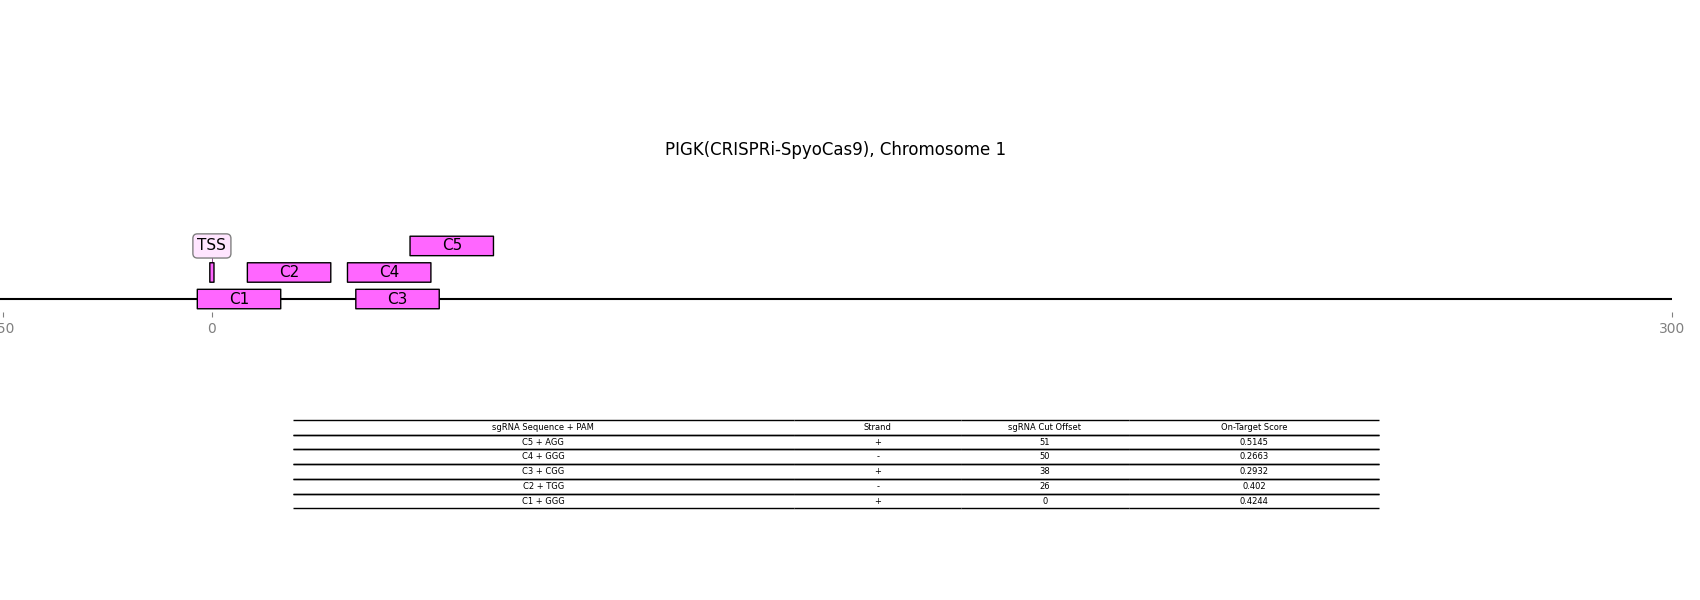 PIGK(CRISPRi-SpyoCas9), Chromosome 1
TSS C5
C2 C4
C1 C3
50 0 300
sgRNA Sequence + PAM Strand sgRNA Cut Offset On-Target Score
C5 + AGG + 51 0.5145
C4 + GGG - 50 0.2663
C3 + CGG + 38 0.2932
C2 + TGG - 26 0.402
C1 + GGG + 0 0.4244